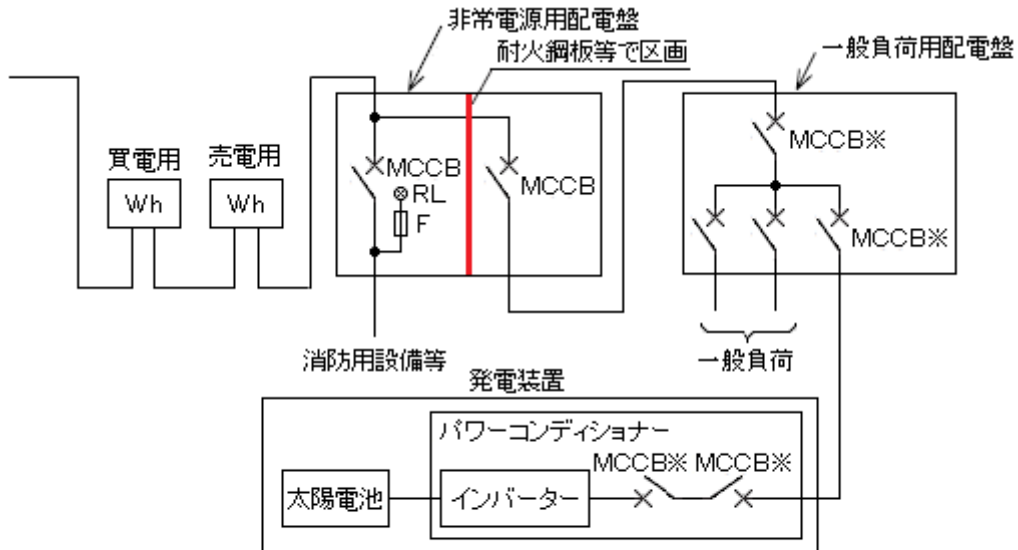 非常電源用配電盤
耐火鋼板等で区画
一般負荷用配電盤
買電用
売電用
Wh
Wh
MCCB
RL
F
MCCB
MCCB※
MCCB※
消防用設備等
一般負荷
発電装置
パワーコンディショナー
MCCB※ MCCB※
太陽電池
インバーター